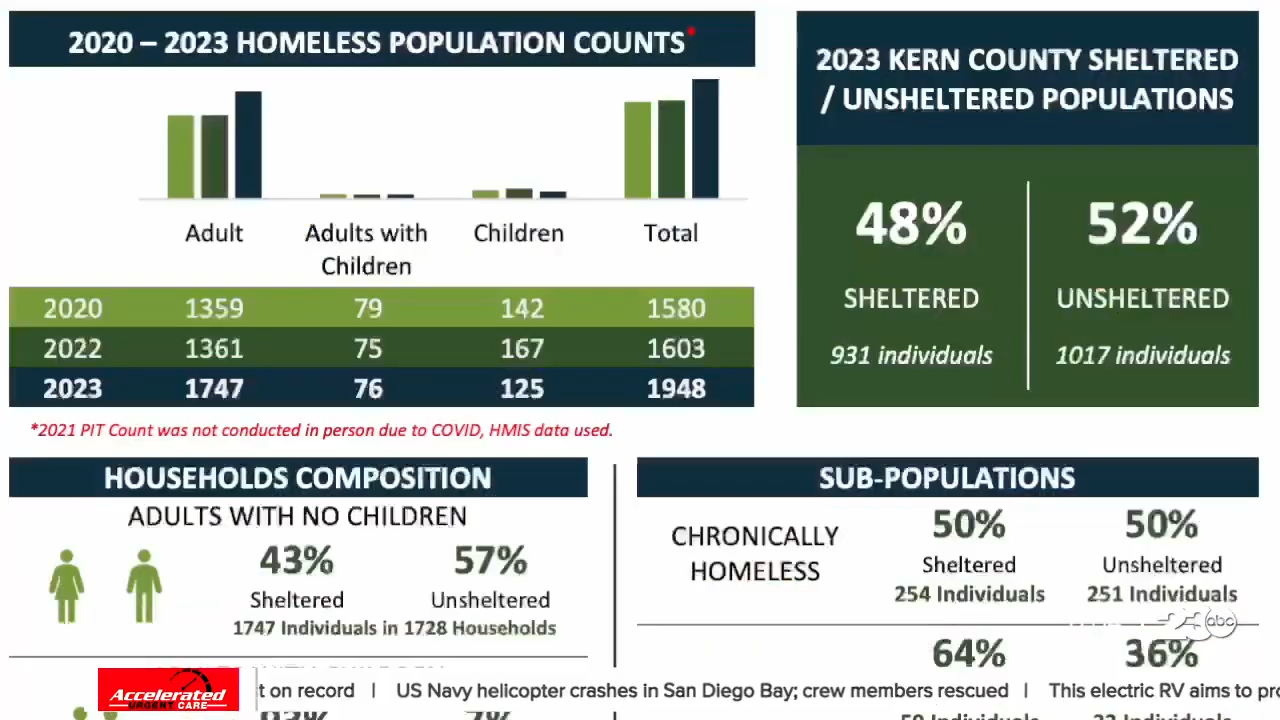 2020 – 2023 HOMELESS POPULATION COUNTS*
Adult
Adults with
Children
Children
Total
2020 1359 79 142 1580
2022 1361 75 167 1603
2023 1747 76 125 1948
*2021 PIT Count was not conducted in person due to COVID, HMIS data used.
2023 KERN COUNTY SHELTERED
/ UNSHELTERED POPULATIONS
48% 52%
SHELTERED UNSHELTERED
931 individuals 1017 individuals
HOUSEHOLDS COMPOSITION
ADULTS WITH NO CHILDREN
43% 57%
Sheltered Unsheltered
1747 Individuals in 1728 Households
SUB-POPULATIONS
CHRONICALLY
HOMELESS
50% 50%
Sheltered Unsheltered
254 Individuals 251 Individuals
23 abc
64% 36%
Accelerated
URGENT CARE
t on record | US Navy helicopter crashes in San Diego Bay; crew members rescued | This electric RV aims to pro